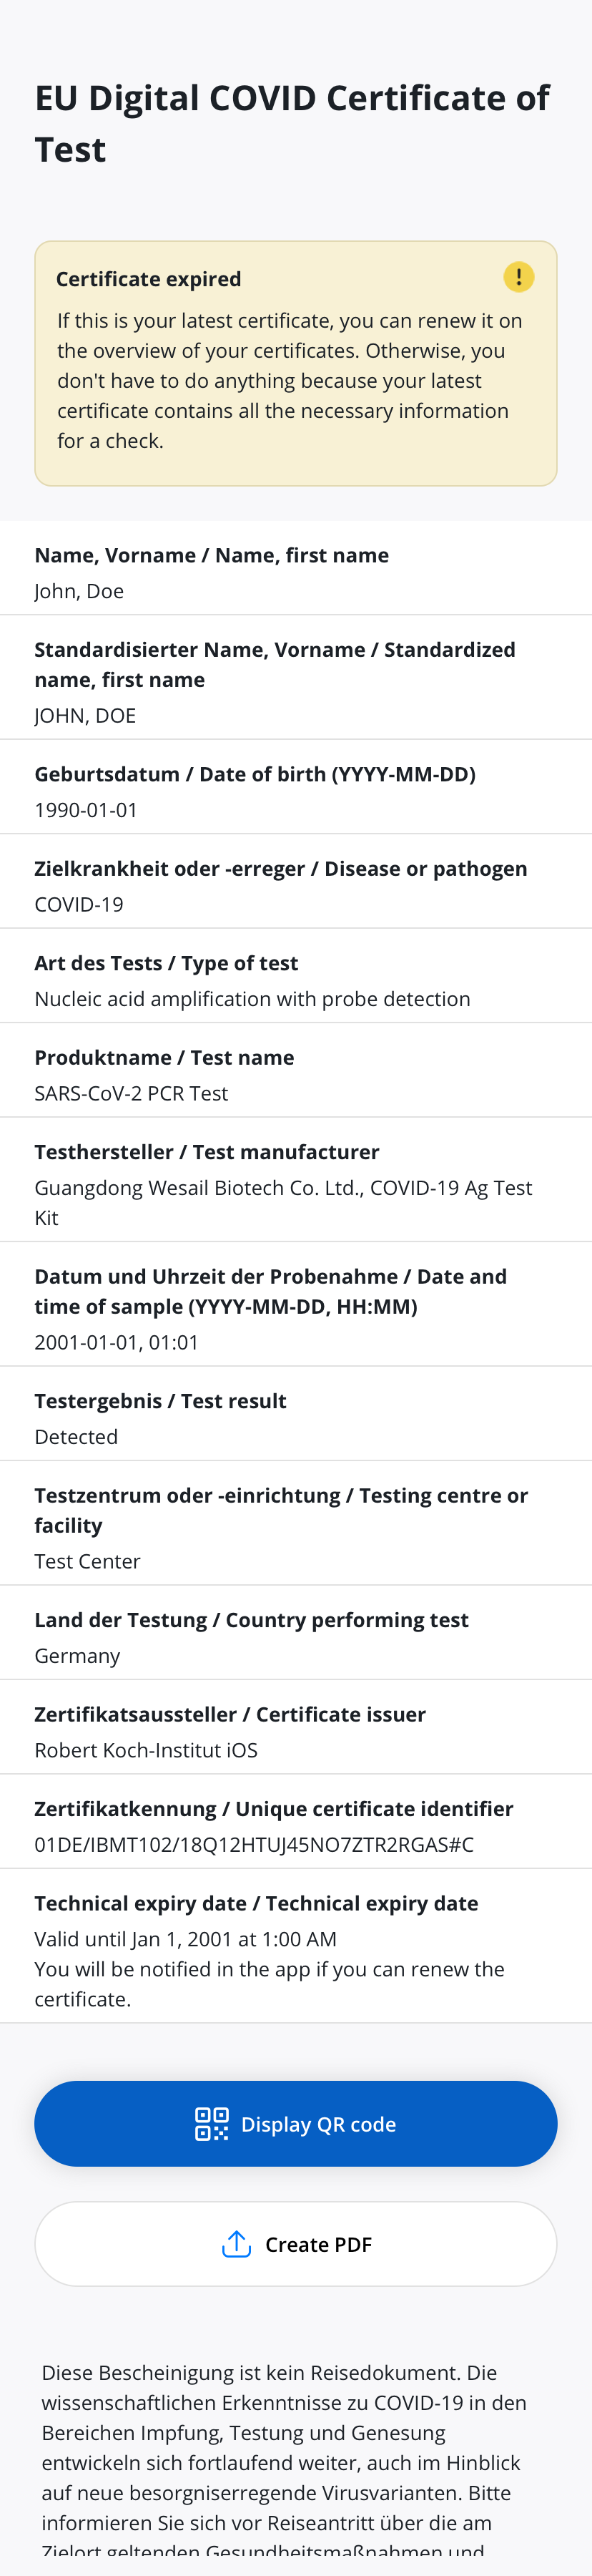 EU Digital COVID Certificate of
Test
Certificate expired
If this is your latest certificate, you can renew it on
the overview of your certificates. Otherwise, you
don't have to do anything because your latest
certificate contains all the necessary information
for a check.
Name, Vorname / Name, first name
John, Doe
Standardisierter Name, Vorname / Standardized
name, first name
JOHN, DOE
Geburtsdatum / Date of birth (YYYY-MM-DD)
1990-01-01
Zielkrankheit oder -erreger / Disease or pathogen
COVID-19
Art des Tests / Type of test
Nucleic acid amplification with probe detection
Produktname / Test name
SARS-CoV-2 PCR Test
Testhersteller / Test manufacturer
Guangdong Wesail Biotech Co. Ltd., COVID-19 Ag Test
Kit
Datum und Uhrzeit der Probenahme / Date and
time of sample (YYYY-MM-DD, HH:MM)
2001-01-01, 01:01
Testergebnis / Test result
Detected
Testzentrum oder -einrichtung / Testing centre or
facility
Test Center
Land der Testung / Country performing test
Germany
Zertifikatsaussteller / Certificate issuer
Robert Koch-Institut iOS
Zertifikatkennung / Unique certificate identifier
01DE/IBMT102/18Q12HTUJ45NO7ZTR2RGAS#C
Technical expiry date / Technical expiry date
Valid until Jan 1, 2001 at 1:00 AM
You will be notified in the app if you can renew the
certificate.
Display QR code
Create PDF
Diese Bescheinigung ist kein Reisedokument. Die
wissenschaftlichen Erkenntnisse zu COVID-19 in den
Bereichen Impfung, Testung und Genesung
entwickeln sich fortlaufend weiter, auch im Hinblick
auf neue besorgniserregende Virusvarianten. Bitte
informieren Sie sich vor Reiseantritt über die am
Zielort geltenden Gesundheitsmaßnahmen und